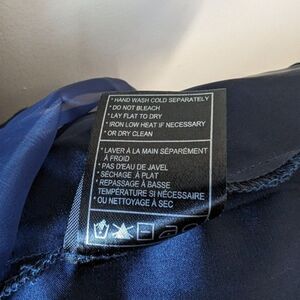 * HAND WASH COLD SEPARATELY
* DO NOT BLEACH
* LAY FLAT TO DRY
* IRON LOW HEAT IF NECESSARY
* OR DRY CLEAN
* LAVER À LA MAIN SÉPARÉMENT
À FROID
* PAS D'EAU DE JAVEL
* SÉCHAGE À PLAT
* REPASSAGE À BASSE
TEMPÉRATURE SI NÉCESSAIRE
* OU NETTOYAGE À SEC